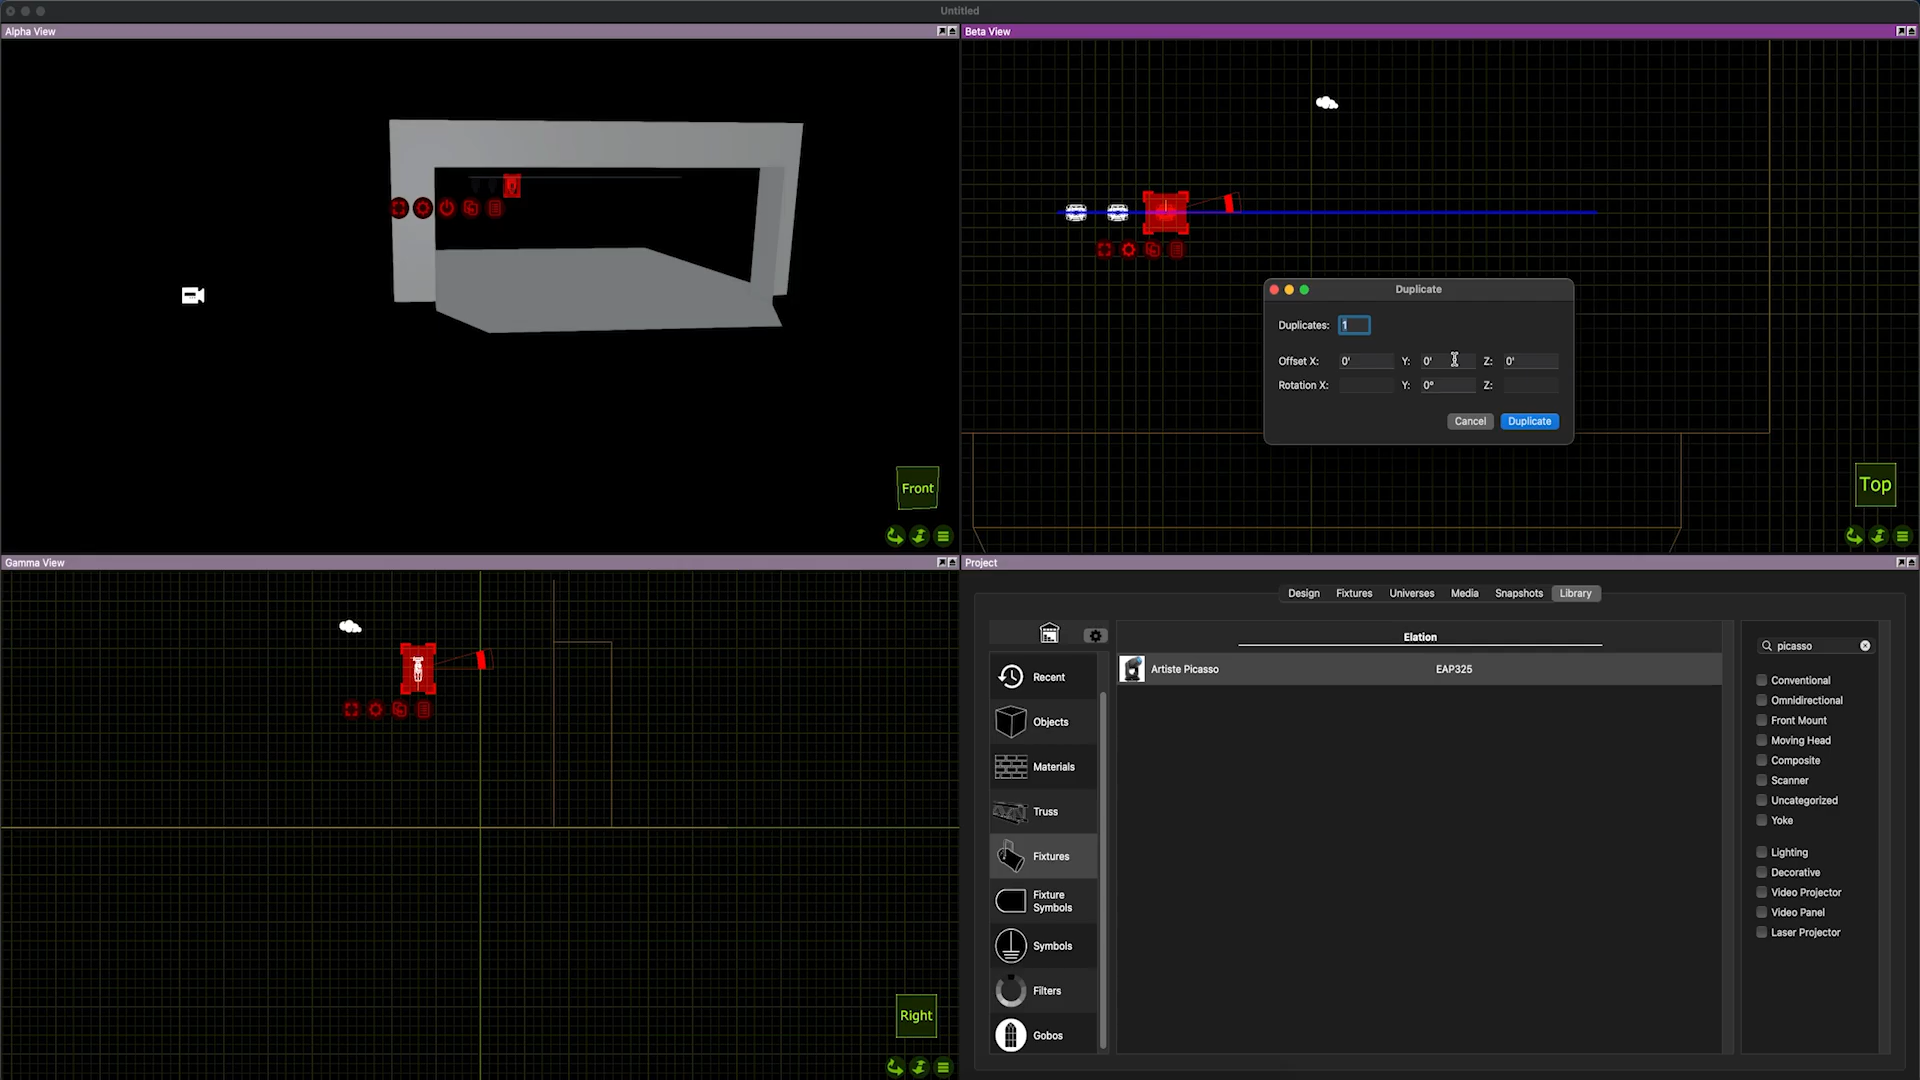 Untitled
Alpha View
Beta View
Front
Top
Duplicate
Duplicates: 1
Offset X: 0' Y: 0' Z: 0'
Rotation X: Y: 0° Z:
Cancel Duplicate
Gamma View
Right
Project
Design Fixtures Universes Media Snapshots Library
Recent
Objects
Materials
Truss
Fixtures
Fixture
Symbols
Symbols
Filters
Gobos
Elation
Artiste Picasso EAP325
picasso
Conventional
Omnidirectional
Front Mount
Moving Head
Composite
Scanner
Uncategorized
Yoke
Lighting
Decorative
Video Projector
Video Panel
Laser Projector